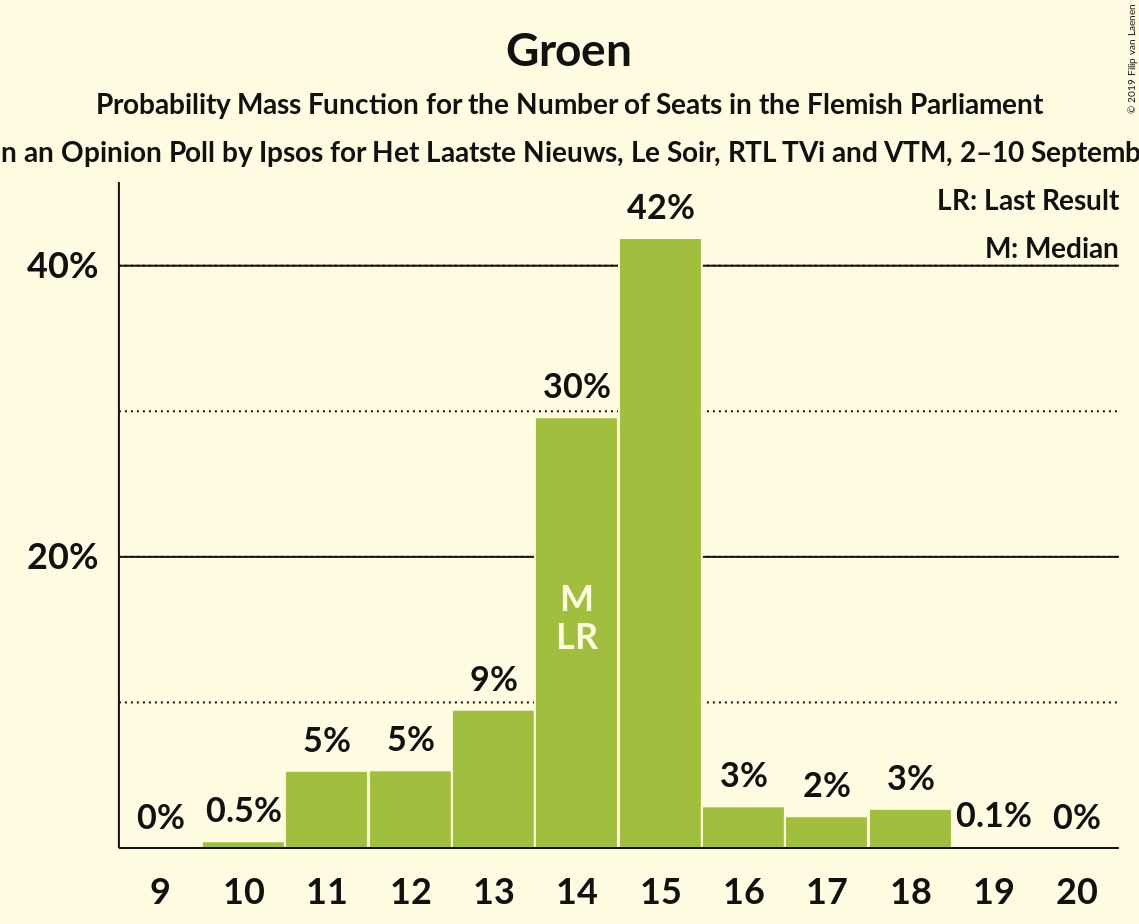 Groen
Probability Mass Function for the Number of Seats in the Flemish Parliament
n an Opinion Poll by Ipsos for Het Laatste Nieuws, Le Soir, RTL TVi and VTM, 2–10 Septemb
© 2019 Filip van Laenen
LR: Last Result
M: Median
40%
20%
0%
0.5%
5%
5%
9%
30%
42%
3%
2%
3%
0.1%
0%
M
LR
9 10 11 12 13 14 15 16 17 18 19 20